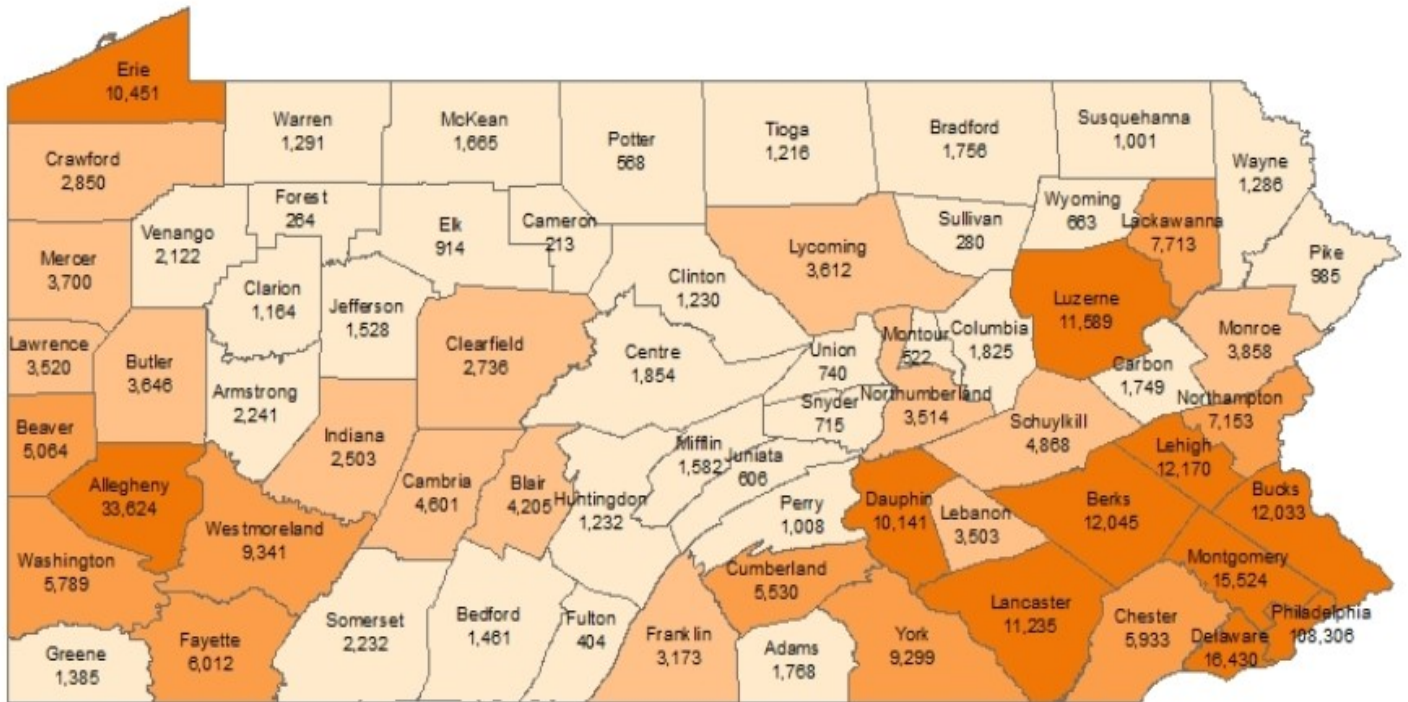 Erie
10,451
Warren
1,291
McKean
1,665
Potter
568
Tioga
1,216
Bradford
1,756
Susquehanna
1,001
Wayne
1,286
Crawford
2,850
Forest
264
Venango
2,122
Elk
914
Cameron
213
Sullivan
280
Wyoming
663
Lackawanna
7,713
Pike
985
Mercer
3,700
Clarion
1,164
Jefferson
1,528
Clinton
1,230
Lycoming
3,612
Luzerne
11,589
Monroe
3,858
Lawrence
3,520
Butler
3,646
Clearfield
2,736
Centre
1,854
Union
740
Montour
522
Columbia
1,825
Carbon
1,749
Armstrong
2,241
Snyder
715
Northumberland
3,514
Northampton
7,153
Beaver
5,064
Indiana
2,503
Mifflin
1,582
Juniata
606
Schuylkill
4,868
Lehigh
12,170
Allegheny
33,624
Cambria
4,601
Blair
4,205
Huntingdon
1,232
Perry
1,008
Dauphin
10,141
Lebanon
3,503
Berks
12,045
Bucks
12,033
Westmoreland
9,341
Washington
5,789
Cumberland
5,530
Montgomery
15,524
Somerset
2,232
Bedford
1,461
Fulton
404
Franklin
3,173
Lancaster
11,235
Chester
5,933
Philadelphia
108,306
Fayette
6,012
Greene
1,385
Adams
1,768
York
9,299
Delaware
16,430